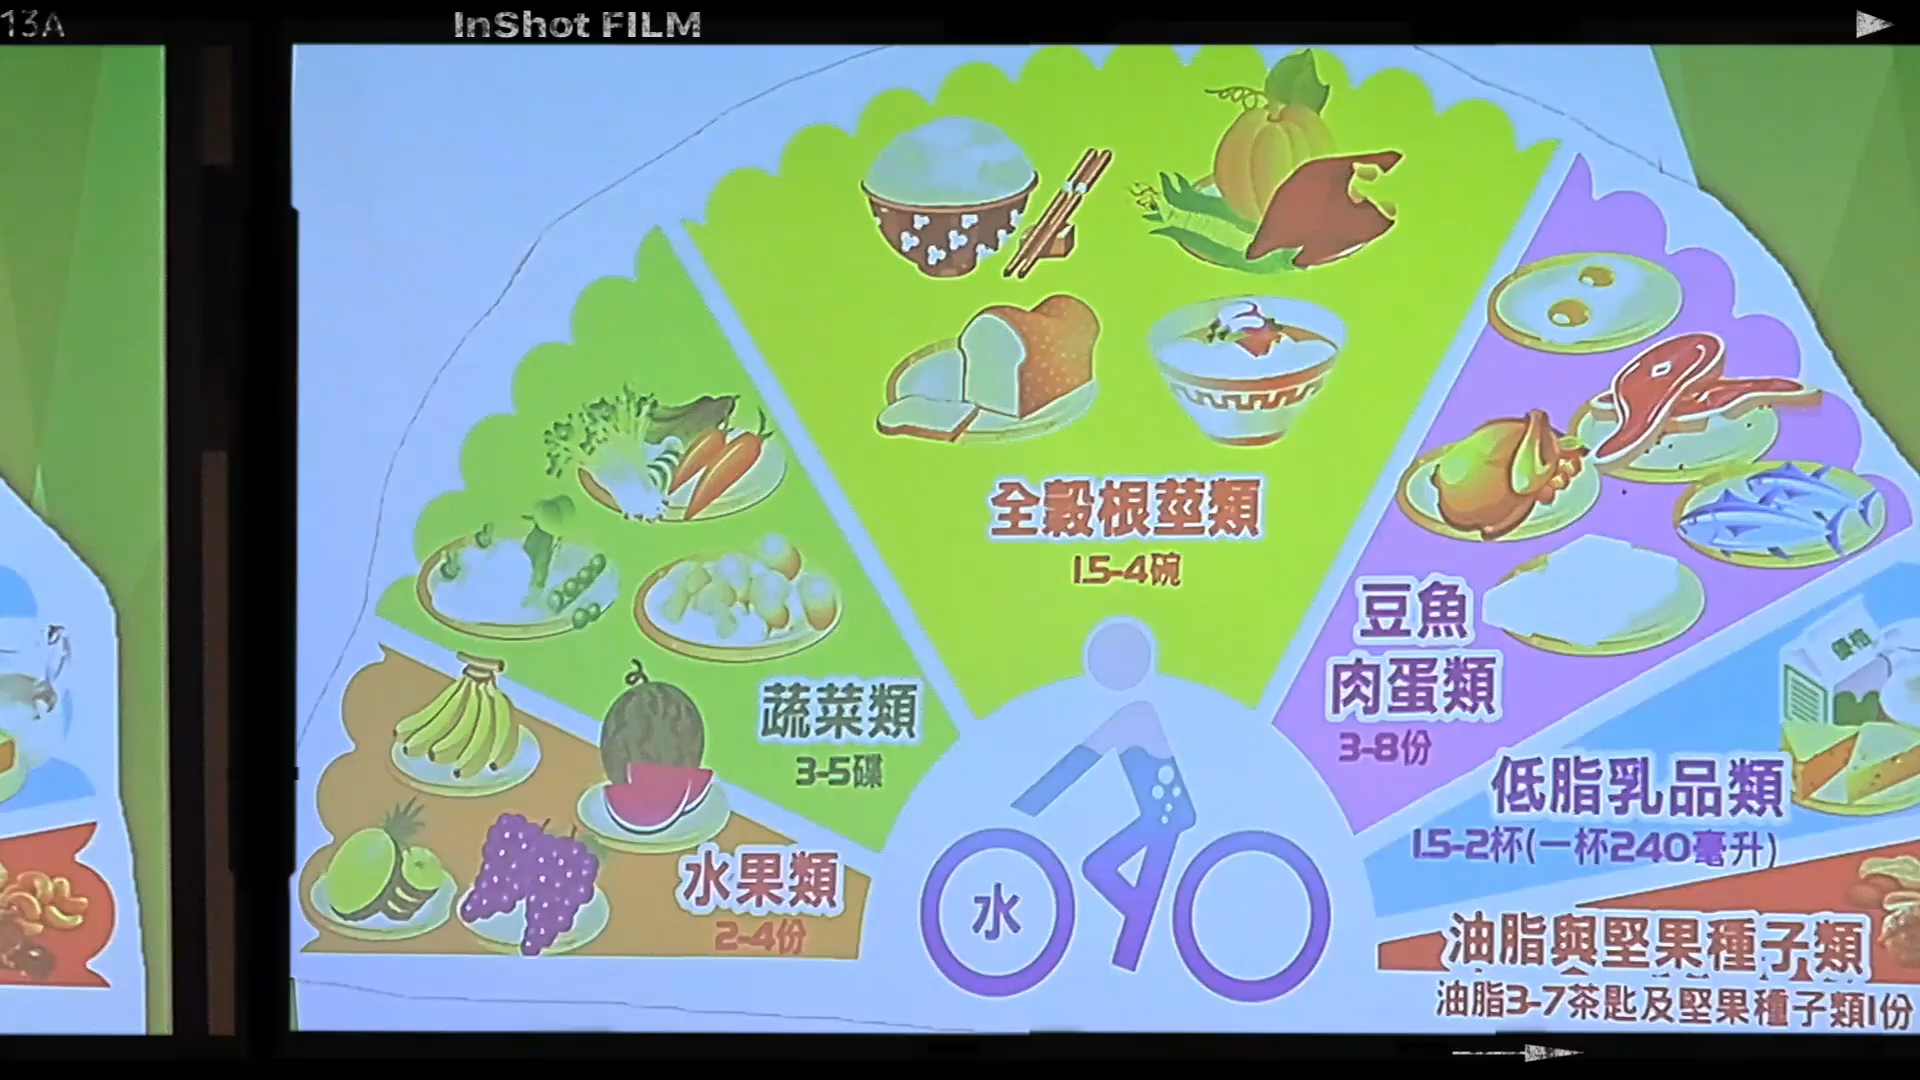 13A
InShot FILM
全穀根莖類
1.5-4碗
豆魚
肉蛋類
3-8份
蔬菜類
3-5碟
低脂乳品類
1.5-2杯(一杯240毫升)
水果類
2-4份
水
油脂與堅果種子類
油脂3-7茶匙及堅果種子類1份